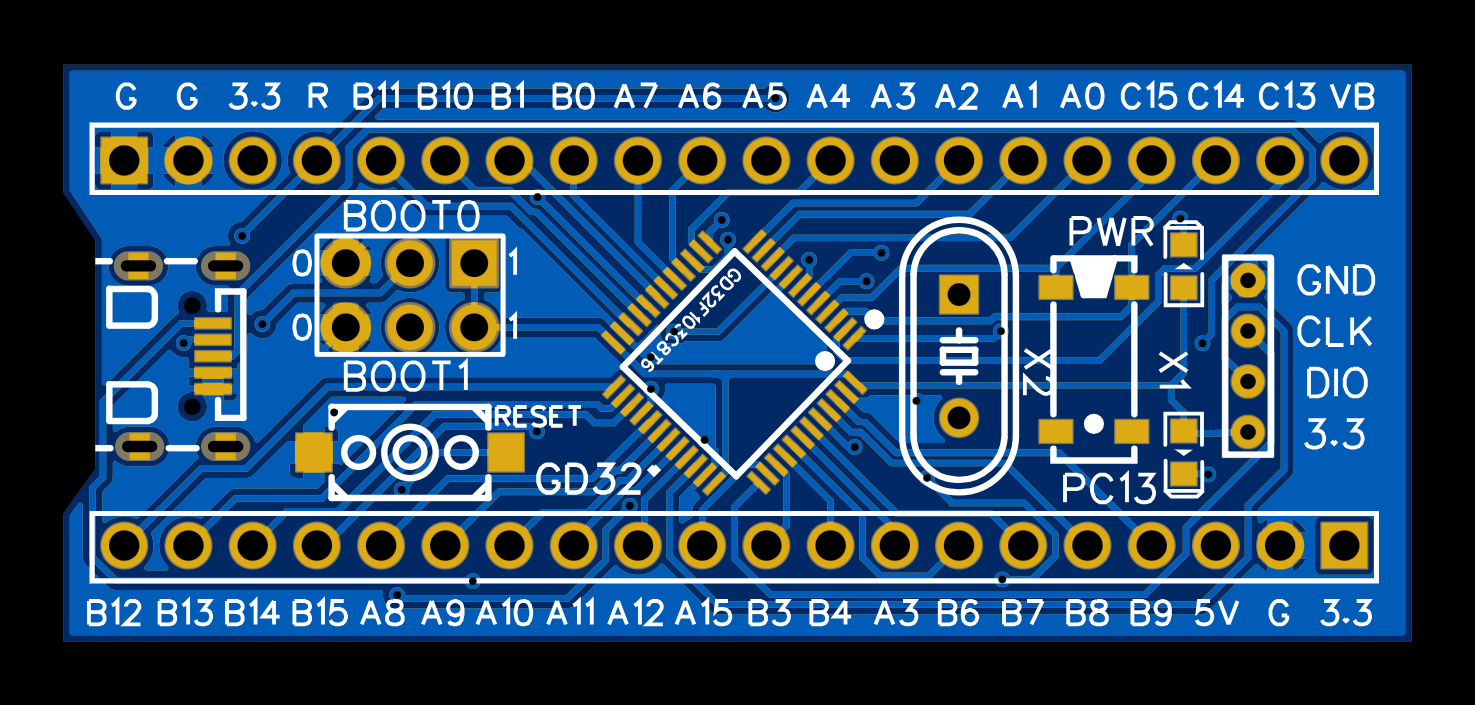 G G 3.3 R B11 B10 B1 B0 A7 A6 A5 A4 A3 A2 A1 A0 C15 C14 C13 VB
BOOT0
PWR
0 1
GD32F103C8T6
GND
0 1
CLK
BOOT1
X2
X1
DIO
RESET
3.3
GD32
PC13
B12 B13 B14 B15 A8 A9 A10 A11 A12 A15 B3 B4 A3 B6 B7 B8 B9 5V G 3.3